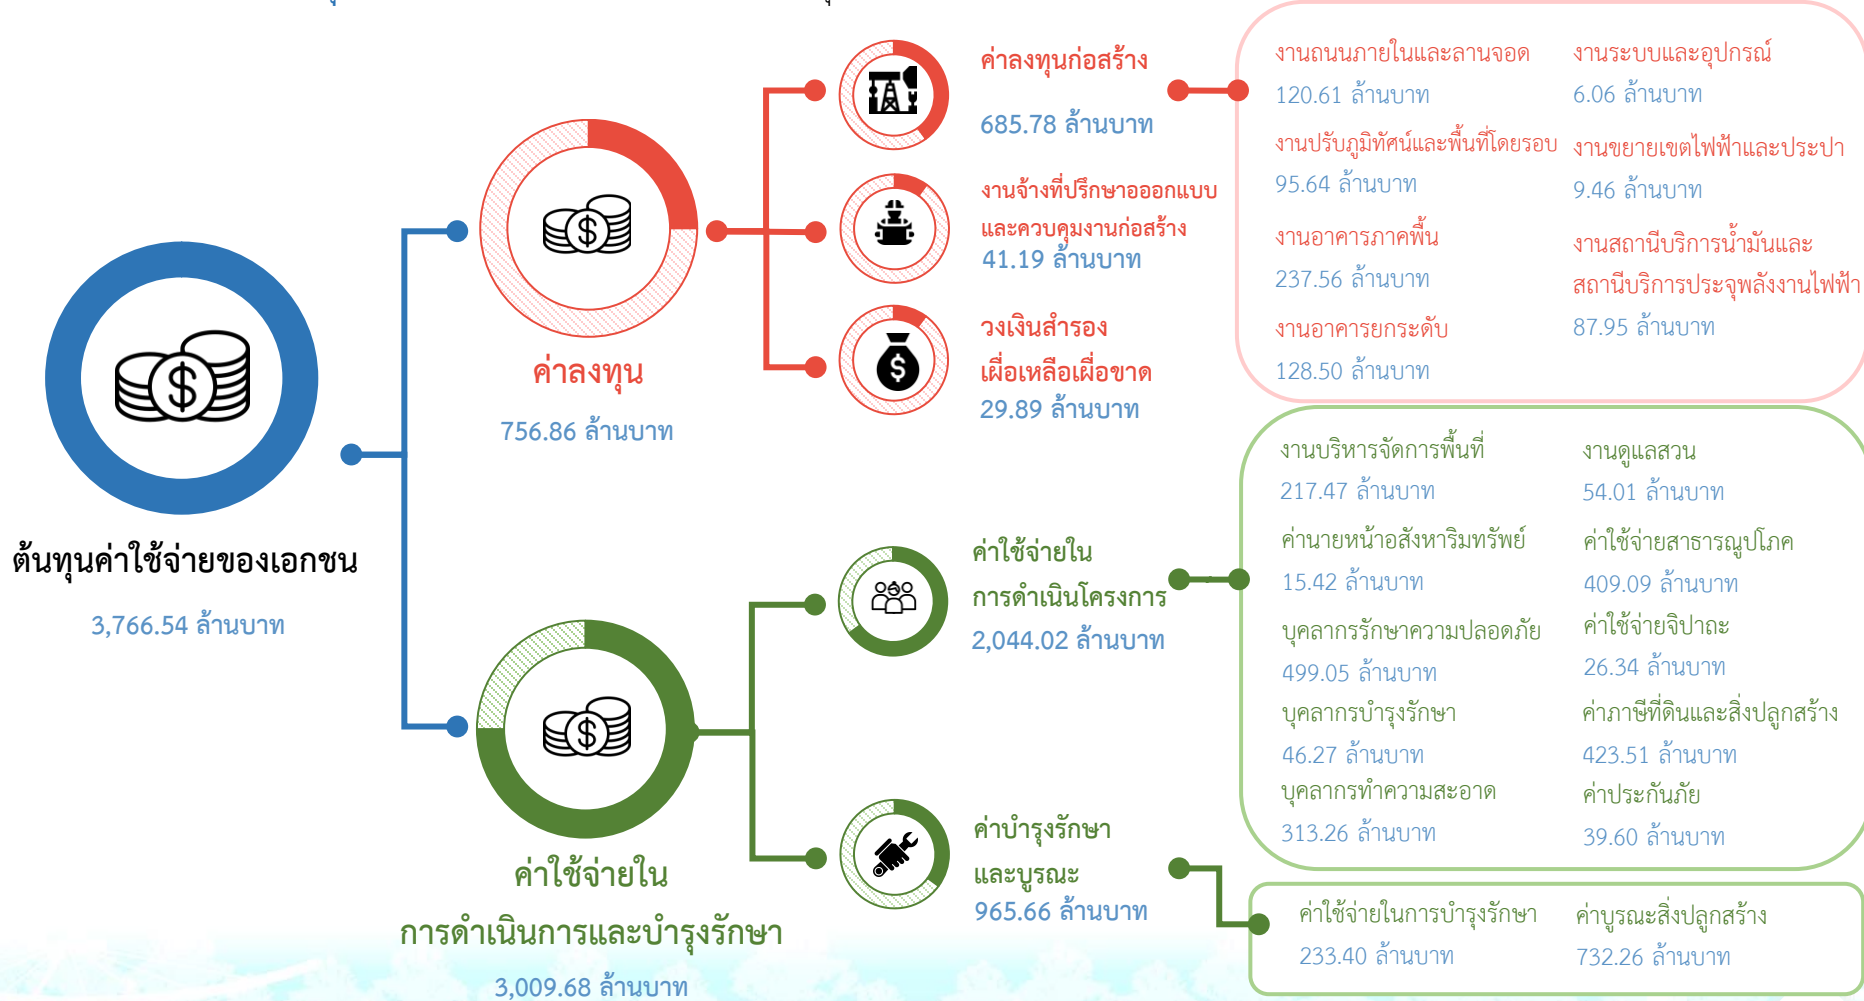 ต้นทุนค่าใช้จ่ายของเอกชน
3,766.54 ล้านบาท
ค่าลงทุน
756.86 ล้านบาท
ค่าลงทุนก่อสร้าง
685.78 ล้านบาท
งานจ้างที่ปรึกษาอออกแบบ
และควบคุมงานก่อสร้าง
41.19 ล้านบาท
วงเงินสำรอง
เผื่อเหลือเผื่อขาด
29.89 ล้านบาท
งานถนนภายในและลานจอด
120.61 ล้านบาท
งานปรับภูมิทัศน์และพื้นที่โดยรอบ
95.64 ล้านบาท
งานอาคารภาคพื้น
237.56 ล้านบาท
งานอาคารยกระดับ
128.50 ล้านบาท
งานระบบและอุปกรณ์
6.06 ล้านบาท
งานขยายเขตไฟฟ้าและประปา
9.46 ล้านบาท
งานสถานีบริการน้ำมันและ
สถานีบริการประจุพลังงานไฟฟ้า
87.95 ล้านบาท
ค่าใช้จ่ายใน
การดำเนินการและบำรุงรักษา
3,009.68 ล้านบาท
ค่าใช้จ่ายใน
การดำเนินโครงการ
2,044.02 ล้านบาท
งานบริหารจัดการพื้นที่
217.47 ล้านบาท
ค่านายหน้าอสังหาริมทรัพย์
15.42 ล้านบาท
บุคลากรรักษาความปลอดภัย
499.05 ล้านบาท
บุคลากรบำรุงรักษา
46.27 ล้านบาท
บุคลากรทำความสะอาด
313.26 ล้านบาท
งานดูแลสวน
54.01 ล้านบาท
ค่าใช้จ่ายสาธารณูปโภค
409.09 ล้านบาท
ค่าใช้จ่ายจิปาถะ
26.34 ล้านบาท
ค่าภาษีที่ดินและสิ่งปลูกสร้าง
423.51 ล้านบาท
ค่าประกันภัย
39.60 ล้านบาท
ค่าบำรุงรักษา
และบูรณะ
965.66 ล้านบาท
ค่าใช้จ่ายในการบำรุงรักษา
233.40 ล้านบาท
ค่าบูรณะสิ่งปลูกสร้าง
732.26 ล้านบาท